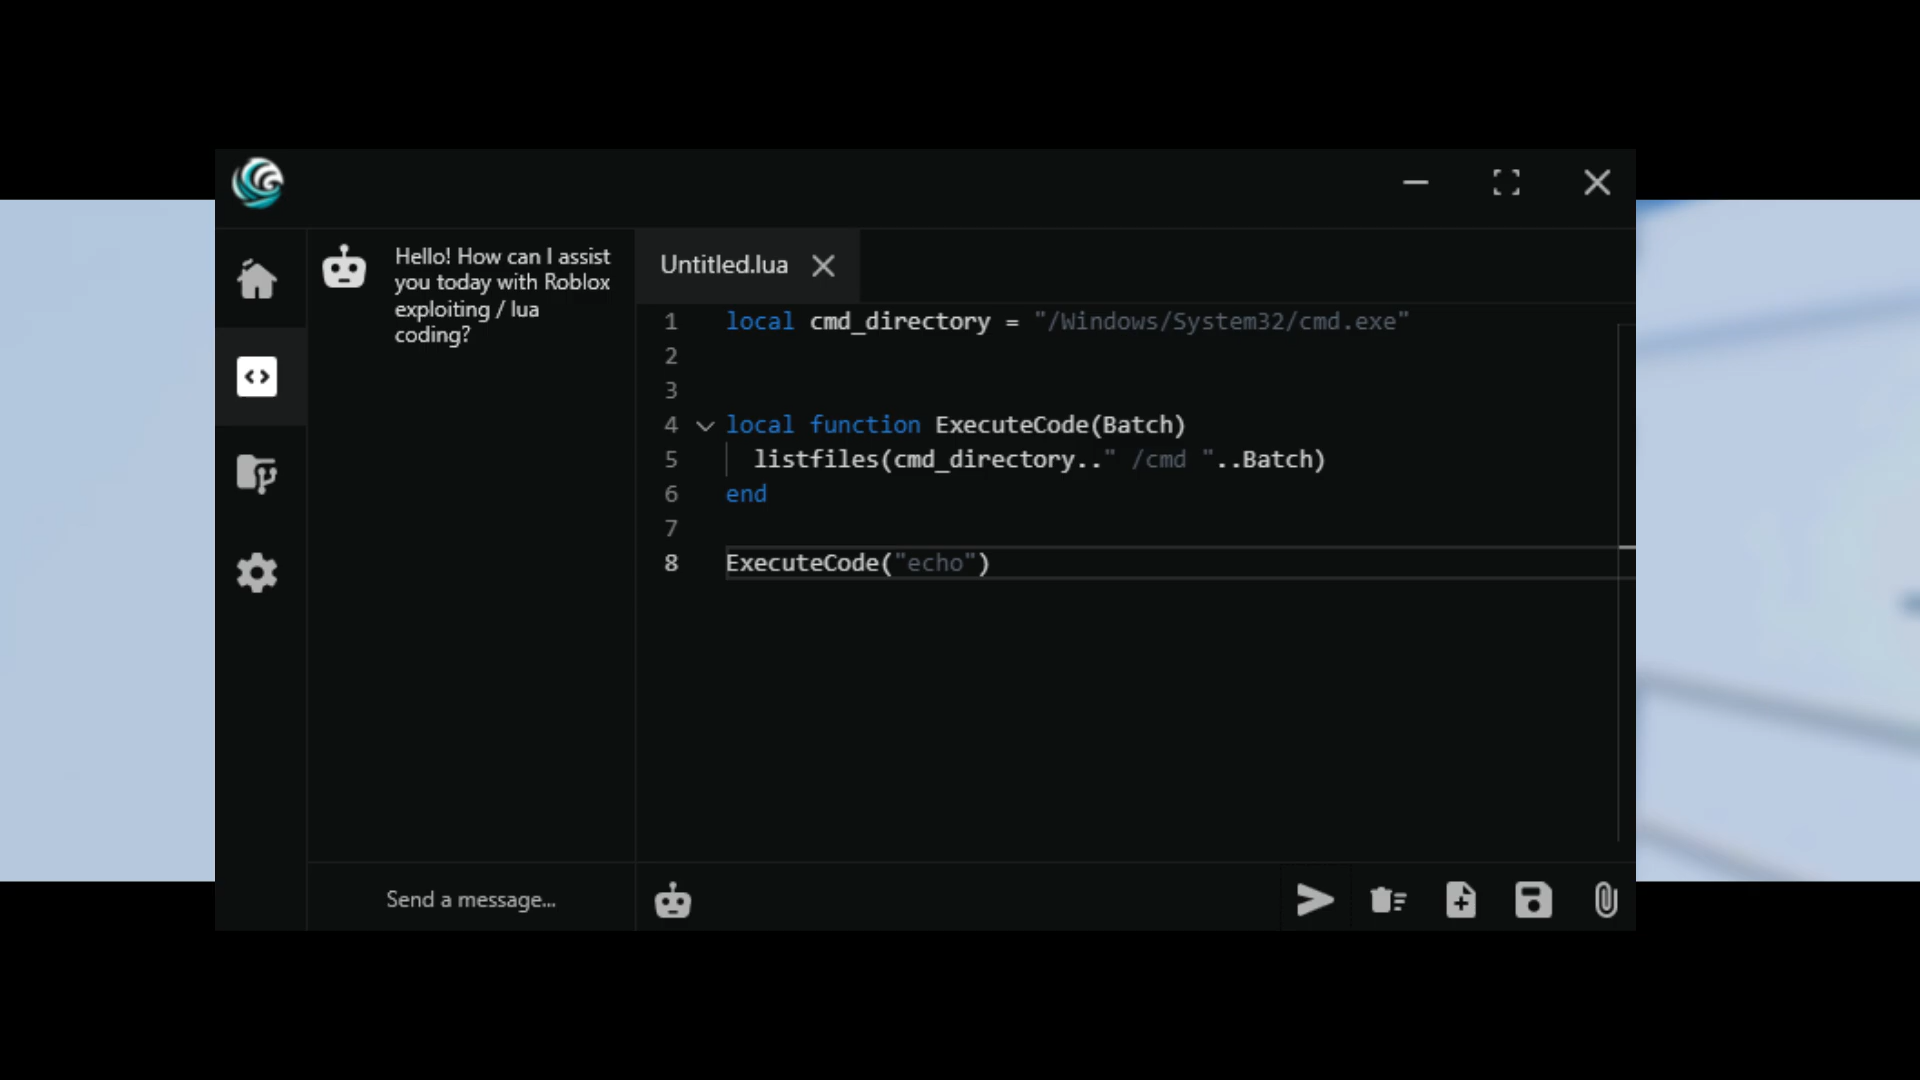 Hello! How can I assist
you today with Roblox
exploiting / lua
coding?
Send a message...
Untitled.lua
1 local cmd_directory = "/Windows/System32/cmd.exe"
2
3
4 local function ExecuteCode(Batch)
5 listfiles(cmd_directory.." /cmd "..Batch)
6 end
7
8 ExecuteCode("echo")